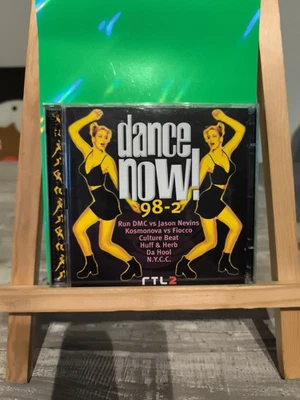 dance
now!
98-2
Run DMC vs Jason Nevins
Kosmonova vs Fiocco
Culture Beat
Huff & Herb
Da Hool
N.Y.C.C.
RTL2